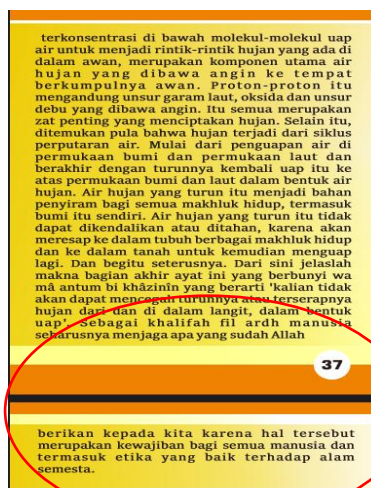 terkonsentrasi di bawah molekul-molekul uap
air untuk menjadi rintik-rintik hujan yang ada di
dalam awan, merupakan komponen utama air
hujan yang dibawa angin ke tempat
berkumpulnya awan. Proton-proton itu
mengandung unsur garam laut, oksida dan unsur
debu yang dibawa angin. Itu semua merupakan
zat penting yang menciptakan hujan. Selain itu,
ditemukan pula bahwa hujan terjadi dari siklus
perputaran air. Mulai dari penguapan air di
permukaan bumi dan permukaan laut dan
berakhir dengan turunnya kembali uap itu ke
atas permukaan bumi dan laut dalam bentuk air
hujan. Air hujan yang turun itu menjadi bahan
penyiram bagi semua makhluk hidup, termasuk
bumi itu sendiri. Air hujan yang turun itu tidak
dapat dikendalikan atau ditahan, karena akan
meresap ke dalam tubuh berbagai makhluk hidup
dan ke dalam tanah untuk kemudian menguap
lagi. Dan begitu seterusnya. Dari sini jelaslah
makna bagian akhir ayat ini yang berbunyi wa
mâ antum bi khâzinîn yang berarti 'kalian tidak
akan dapat mencegah turunnya atau terserapnya
hujan dari dan di dalam langit, dalam bentuk
uap'. Sebagai khalifah fil ardh manusia
seharusnya menjaga apa yang sudah Allah
37
berikan kepada kita karena hal tersebut
merupakan kewajiban bagi semua manusia dan
termasuk etika yang baik terhadap alam
semesta.